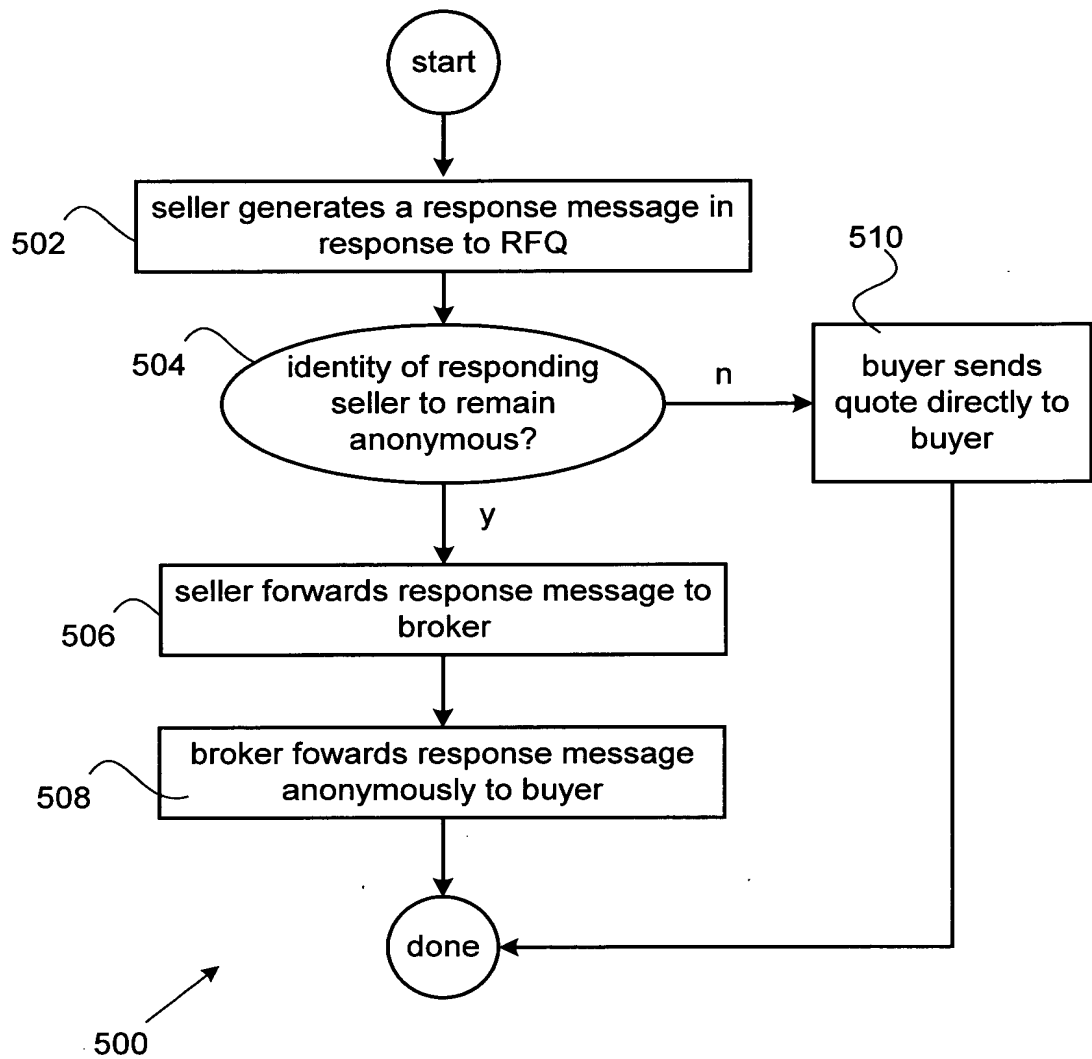 start
seller generates a response message in
response to RFQ
502
510
504
identity of responding
seller to remain
anonymous?
n
buyer sends
quote directly to
buyer
y
seller forwards response message to
broker
506
broker fowards response message
anonymously to buyer
508
done
500